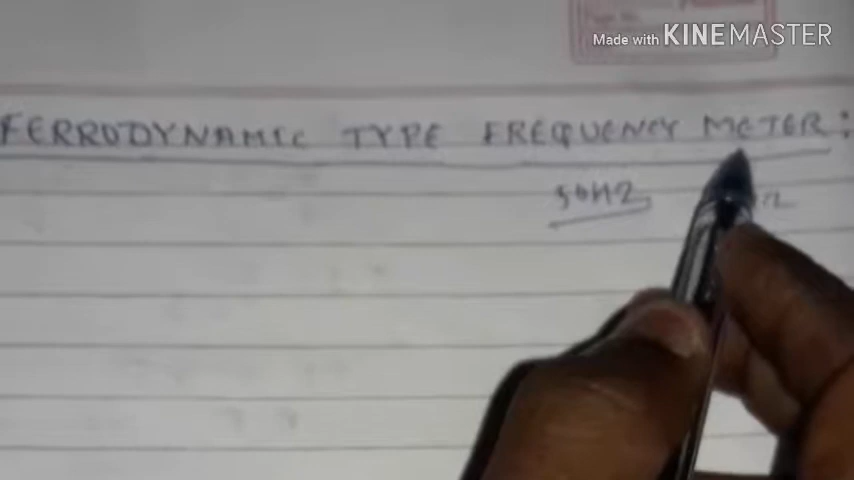 Made with KINEMASTER
FERRODYNAMIC TYPE FREQUENCY METER:
50HZ